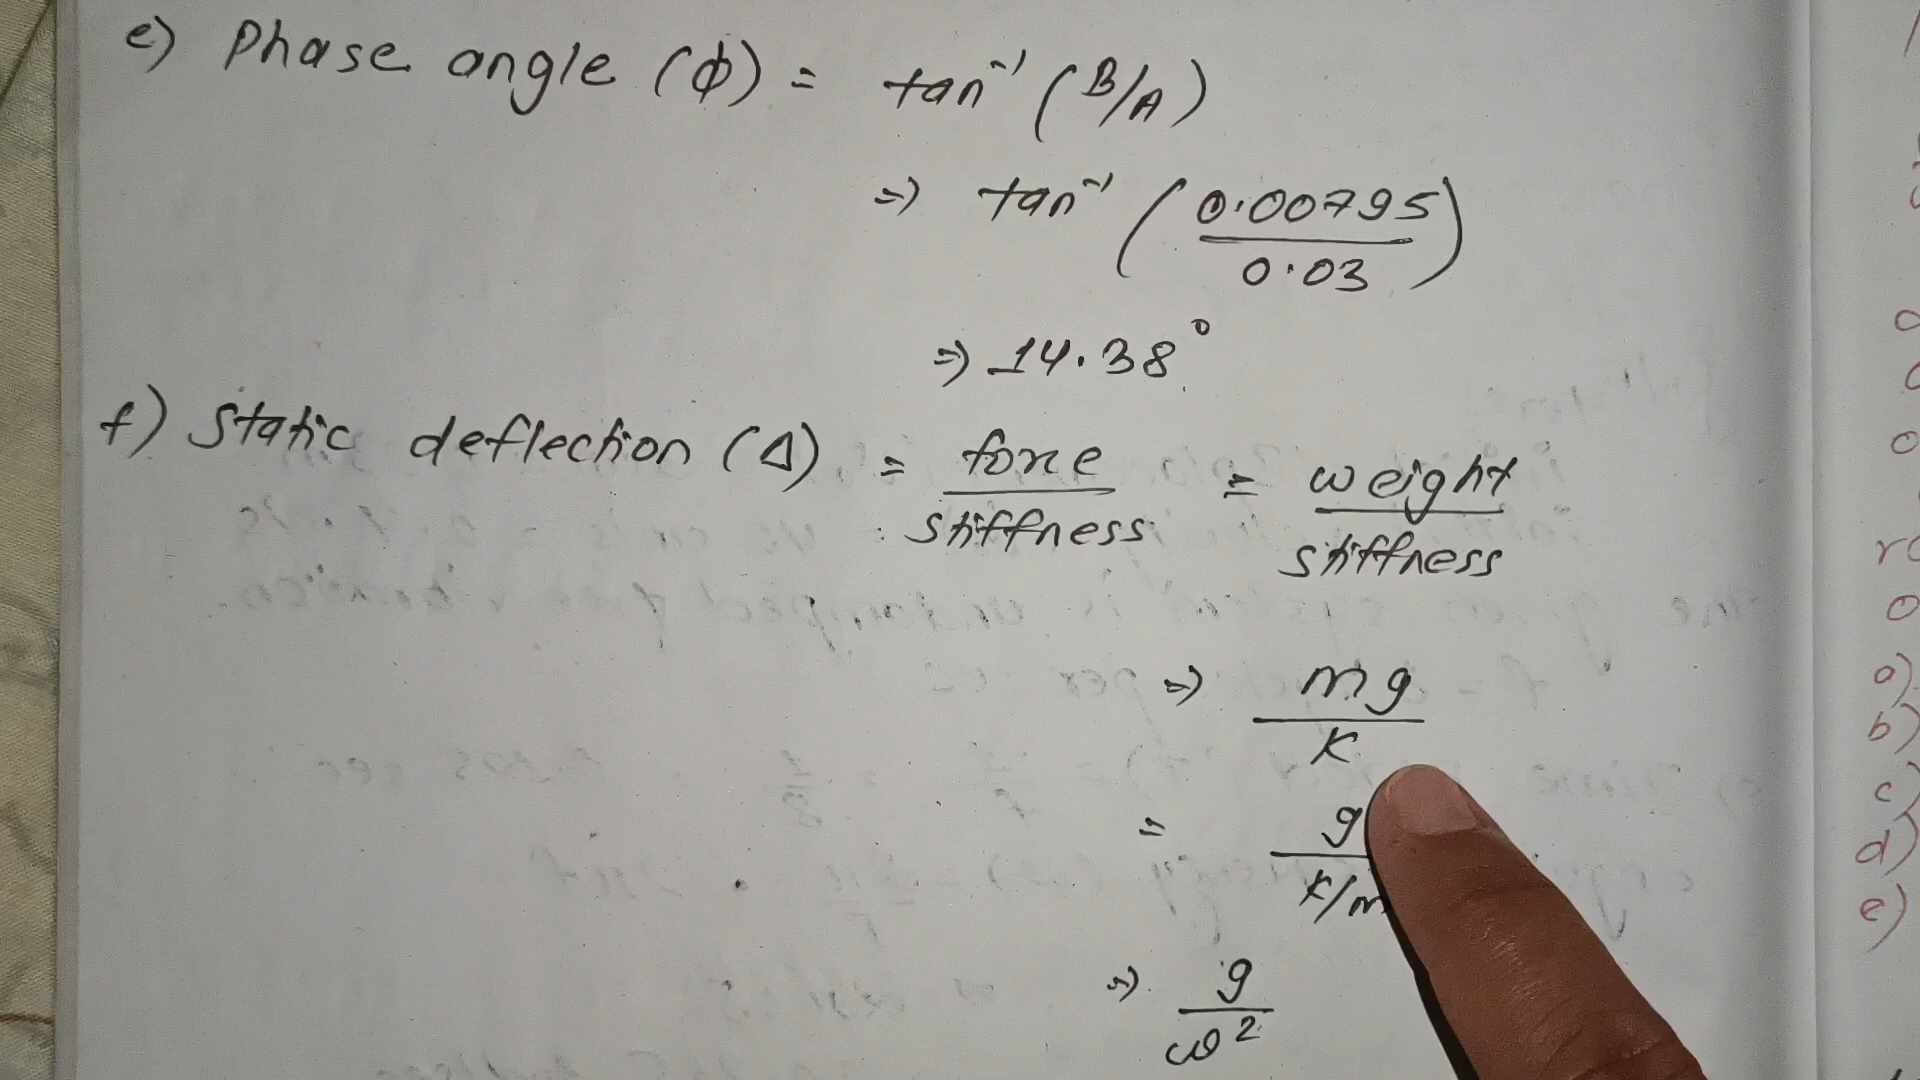 e) Phase angle (ϕ) = tan⁻¹ (B/A)
=) tan⁻¹ (0.00795/0.03)
=) 14.38°
f) Static deflection (Δ) = force/stiffness = weight/stiffness
=) mg/K
= g/K/m
=) g/ω²
a)
b)
c)
d)
e)